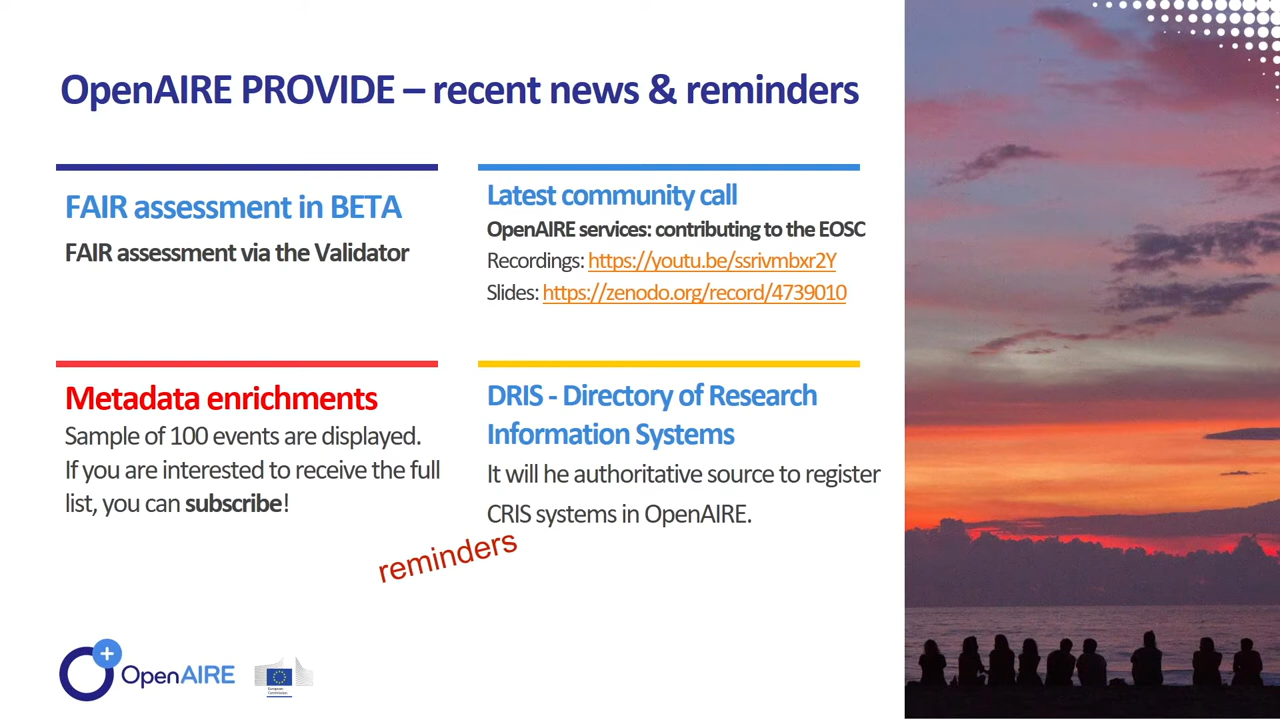 OpenAIRE PROVIDE – recent news & reminders
FAIR assessment in BETA
FAIR assessment via the Validator
Latest community call
OpenAIRE services: contributing to the EOSC
Recordings: https://youtu.be/ssrivmbxr2Y
Slides: https://zenodo.org/record/4739010
Metadata enrichments
Sample of 100 events are displayed.
If you are interested to receive the full
list, you can subscribe!
DRIS - Directory of Research
Information Systems
It will he authoritative source to register
CRIS systems in OpenAIRE.
reminders
OpenAIRE
European
Commission